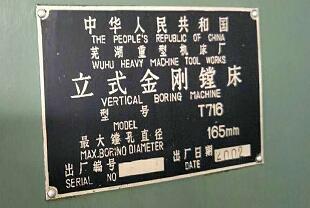 中华人民共和国
THE PEOPLE'S REPUBLIC OF CHINA
芜湖重型机床厂
WUHU HEAVY MACHINE TOOL WORKS
立式金刚镗床
VERTICAL BORING MACHINE
型号 T716
MODEL
最大镗孔直径 165mm
MAX.BORING DIAMETER
出厂编号 出厂日期 2002
SERIAL NO DATE